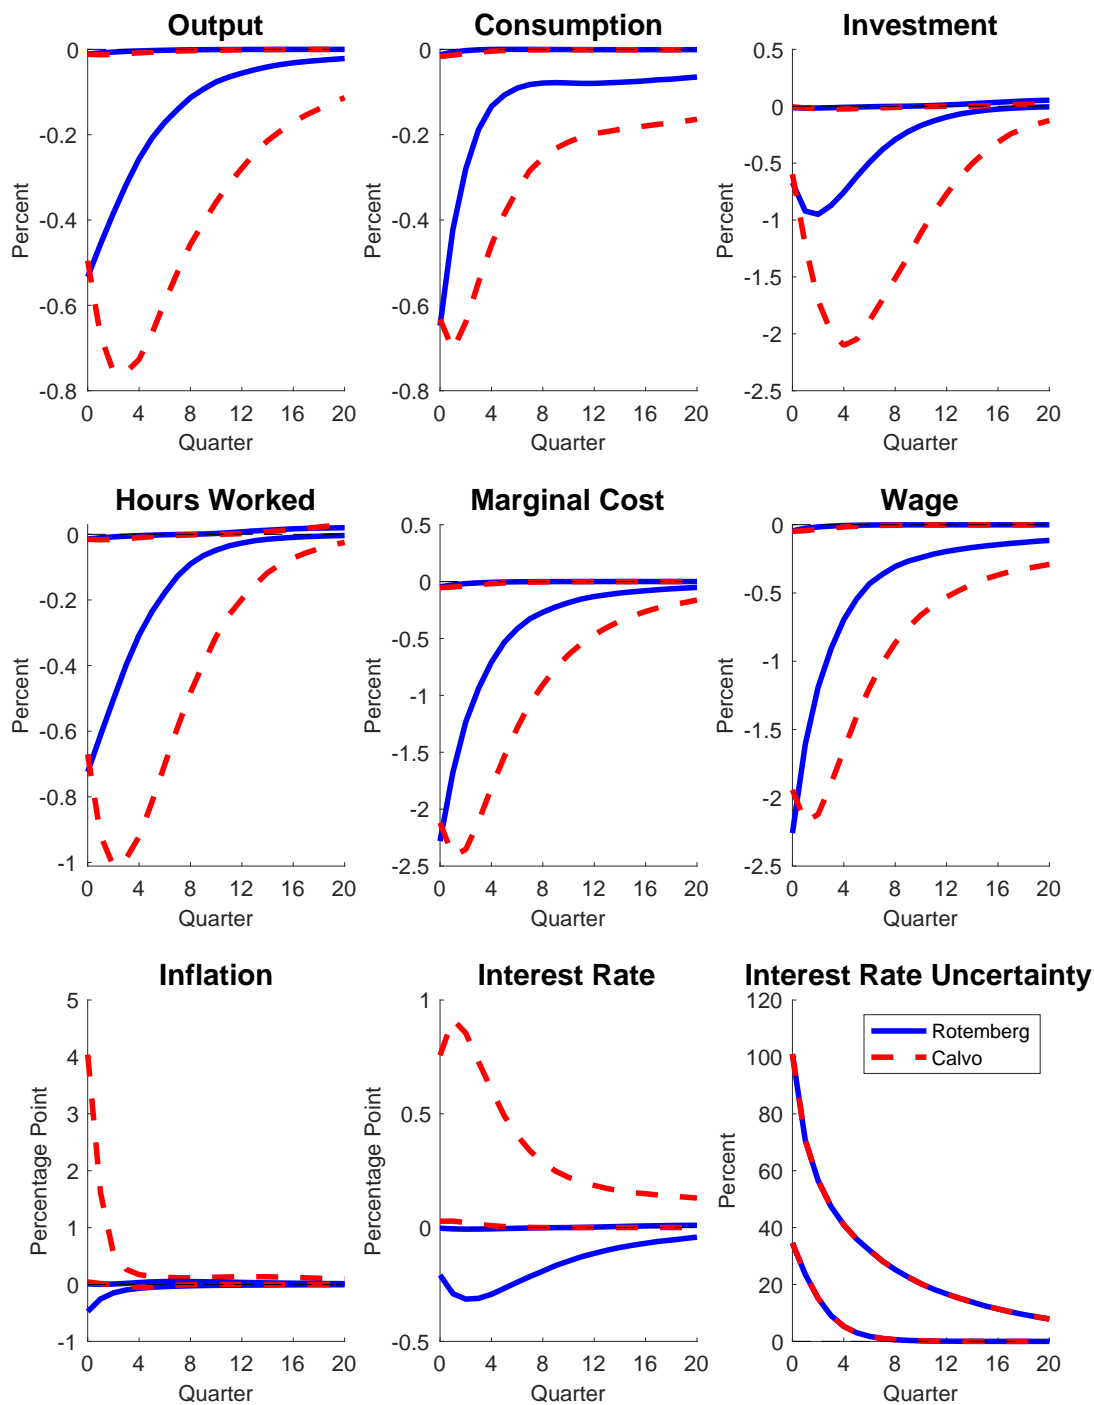 Output
0
-0.2
-0.4
-0.6
-0.8
Percent
0 4 8 12 16 20
Quarter
Consumption
0
-0.2
-0.4
-0.6
-0.8
Percent
0 4 8 12 16 20
Quarter
Investment
0.5
0
-0.5
-1
-1.5
-2
-2.5
Percent
0 4 8 12 16 20
Quarter
Hours Worked
0
-0.2
-0.4
-0.6
-0.8
-1
Percent
0 4 8 12 16 20
Quarter
Marginal Cost
0.5
0
-0.5
-1
-1.5
-2
-2.5
Percent
0 4 8 12 16 20
Quarter
Wage
0
-0.5
-1
-1.5
-2
-2.5
Percent
0 4 8 12 16 20
Quarter
Inflation
5
4
3
2
1
0
-1
Percentage Point
0 4 8 12 16 20
Quarter
Interest Rate
1
0.5
0
-0.5
Percentage Point
0 4 8 12 16 20
Quarter
Interest Rate Uncertainty
120
100
80
60
40
20
0
Percent
Rotemberg
Calvo
0 4 8 12 16 20
Quarter